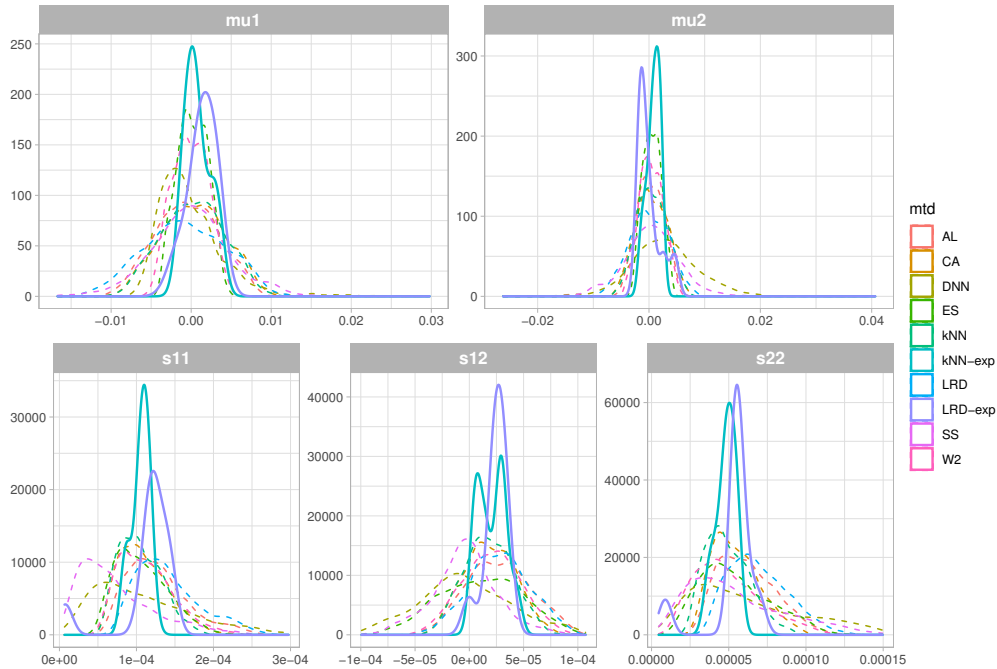 mu1
mu2
250
200
150
100
50
0
300
200
100
0
−0.01
0.00
0.01
0.02
0.03
−0.02
0.00
0.02
0.04
s11
s12
s22
30000
20000
10000
0
40000
30000
20000
10000
0
60000
40000
20000
0
0e+00
1e−04
2e−04
3e−04
−1e−04
−5e−05
0e+00
5e−05
1e−04
0.00000
0.00005
0.00010
0.00015
mtd
AL
CA
DNN
ES
kNN
kNN−exp
LRD
LRD−exp
SS
W2